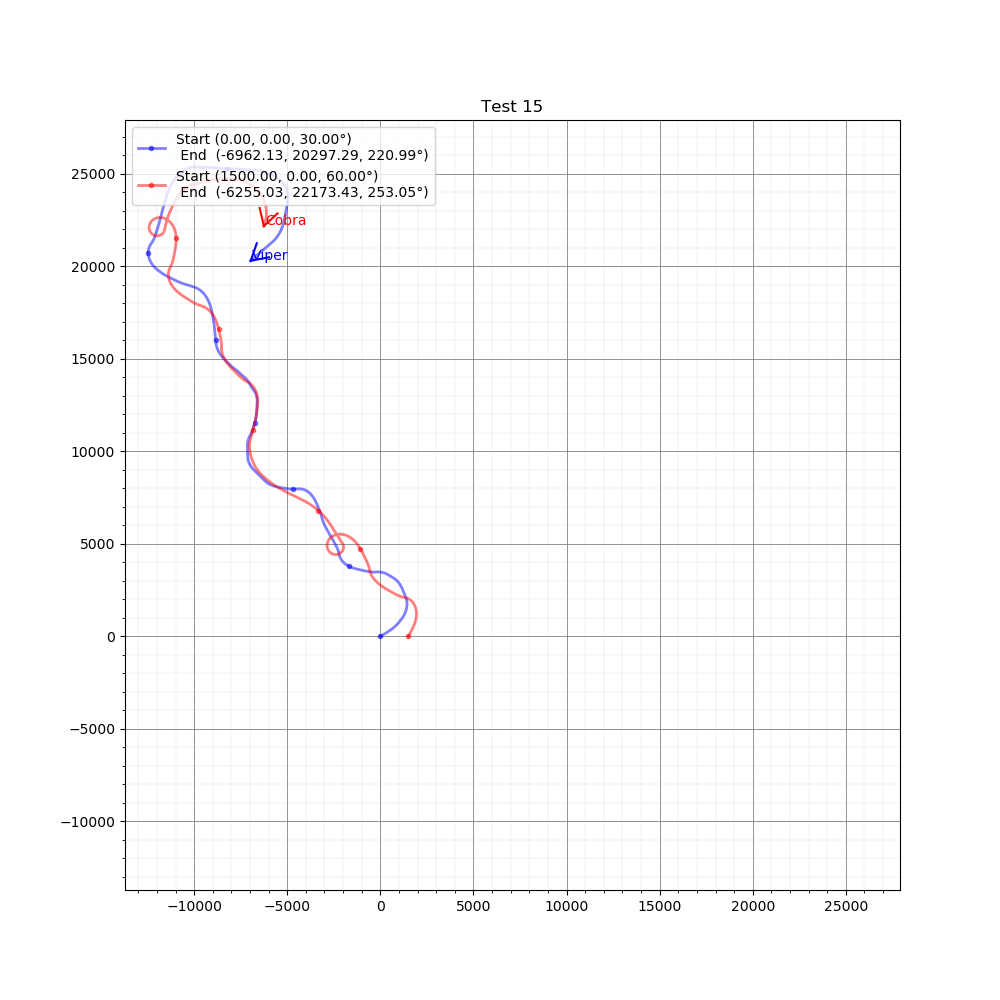 Test 15
Start (0.00, 0.00, 30.00°)
End  (-6962.13, 20297.29, 220.99°)
Start (1500.00, 0.00, 60.00°)
End  (-6255.03, 22173.43, 253.05°)
Cobra
Viper
25000
20000
15000
10000
5000
0
−5000
−10000
−10000 −5000 0 5000 10000 15000 20000 25000